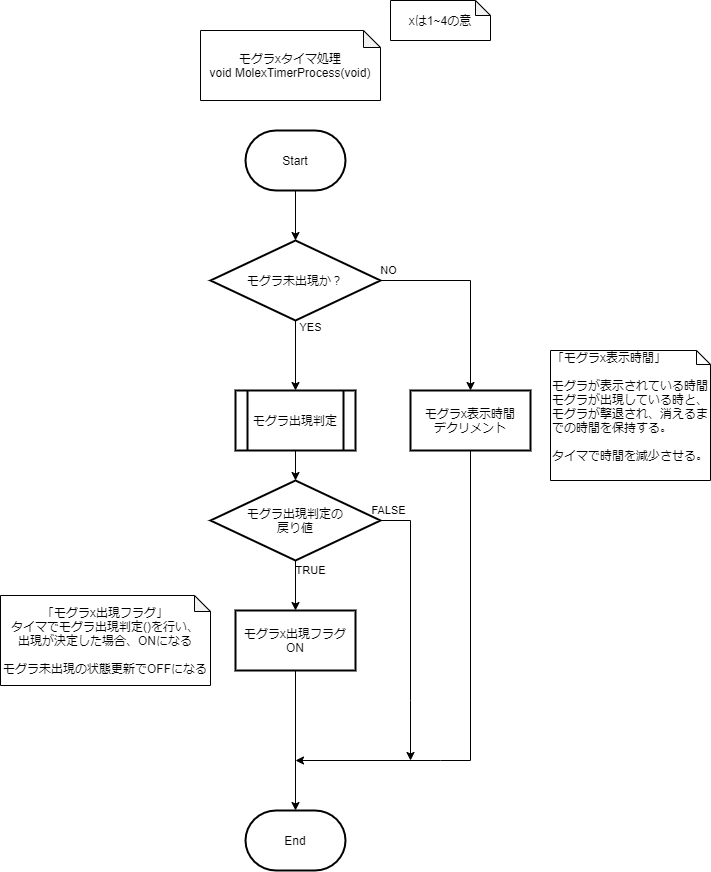 xは1~4の意
モグラxタイマ処理
void MolexTimerProcess(void)
Start
モグラ未出現か？
NO
YES
「モグラx表示時間」
モグラが表示されている時間
モグラが出現している時と、
モグラが撃退され、消えるま
での時間を保持する。
タイマで時間を減少させる。
モグラ出現判定
モグラx表示時間
デクリメント
モグラ出現判定の
戻り値
FALSE
TRUE
「モグラx出現フラグ」
タイマでモグラ出現判定()を行い、
出現が決定した場合、ONになる
モグラ未出現の状態更新でOFFになる
モグラx出現フラグ
ON
End